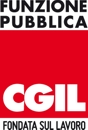 FUNZIONE
PUBBLICA
CGIL
FONDATA SUL LAVORO